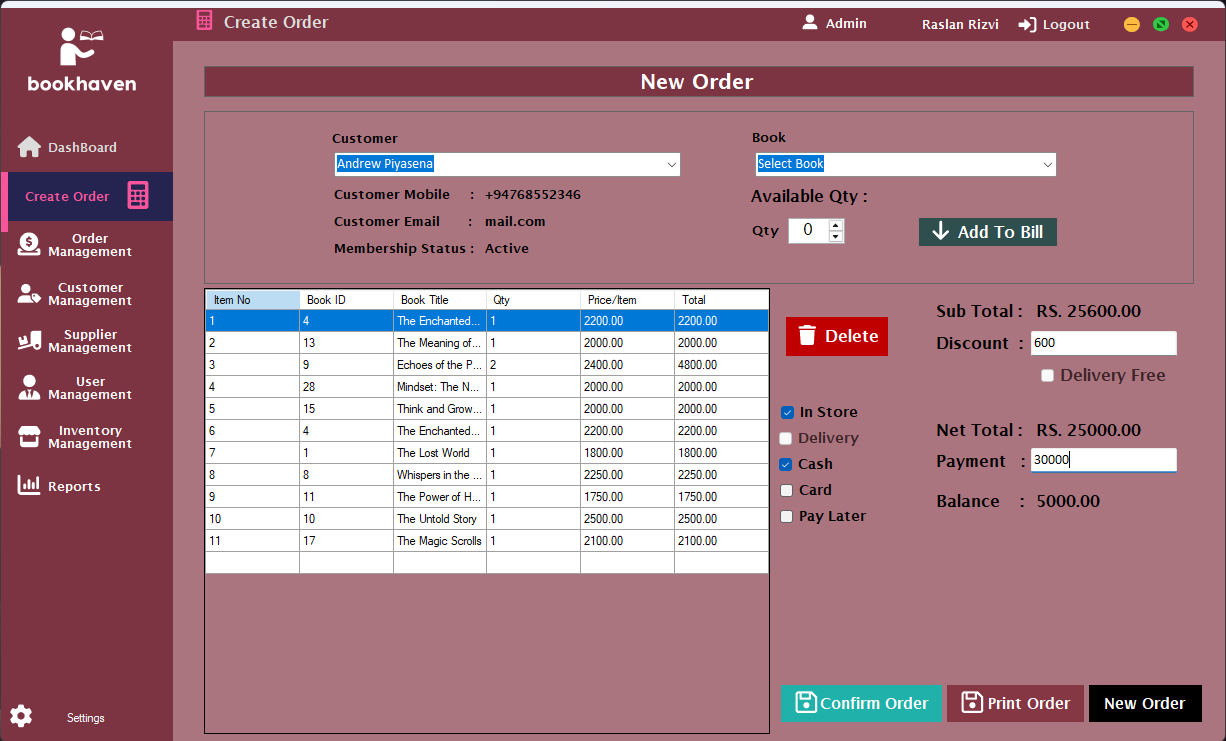 Create Order
Admin
Raslan Rizvi
Logout
bookhaven
DashBoard
Create Order
Order
Management
Customer
Management
Supplier
Management
User
Management
Inventory
Management
Reports
Settings
New Order
Customer
Andrew Piyasena
Customer Mobile : +94768552346
Customer Email : mail.com
Membership Status : Active
Book
Select Book
Available Qty :
Qty 0
Add To Bill
Item No Book ID Book Title Qty Price/Item Total
1 4 The Enchanted... 1 2200.00 2200.00
2 13 The Meaning of... 1 2000.00 2000.00
3 9 Echoes of the P... 2 2400.00 4800.00
4 28 Mindset: The N... 1 2000.00 2000.00
5 15 Think and Grow... 1 2000.00 2000.00
6 4 The Enchanted... 1 2200.00 2200.00
7 1 The Lost World 1 1800.00 1800.00
8 8 Whispers in the ... 1 2250.00 2250.00
9 11 The Power of H... 1 1750.00 1750.00
10 10 The Untold Story 1 2500.00 2500.00
11 17 The Magic Scrolls 1 2100.00 2100.00
Delete
In Store
Delivery
Cash
Card
Pay Later
Sub Total : RS. 25600.00
Discount : 600
Delivery Free
Net Total : RS. 25000.00
Payment : 30000
Balance : 5000.00
Confirm Order
Print Order
New Order